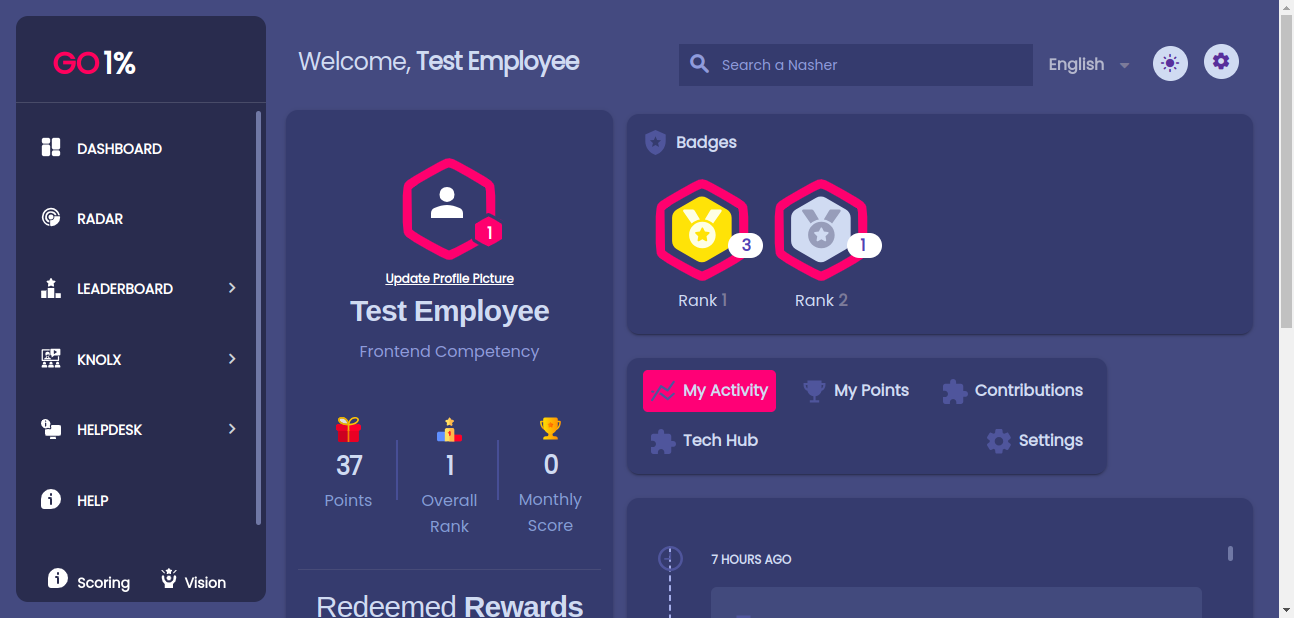 GO1%
DASHBOARD
RADAR
LEADERBOARD
KNOLX
HELPDESK
HELP
Scoring Vision
Welcome, Test Employee
Search a Nasher
English
1
Update Profile Picture
Test Employee
Frontend Competency
37
Points
1
Overall
Rank
0
Monthly
Score
Redeemed Rewards
Badges
3
Rank 1
1
Rank 2
My Activity My Points Contributions
Tech Hub Settings
7 HOURS AGO